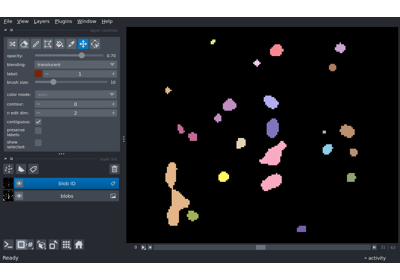 File View Layers Plugins Window Help
opacity: 0.70
blending: translucent
label: 1
brush size: 10
color mode:
contour: 0
n edit dim: 2
contiguous:
preserve labels:
show selected:
blob ID
blobs
0
Ready activity